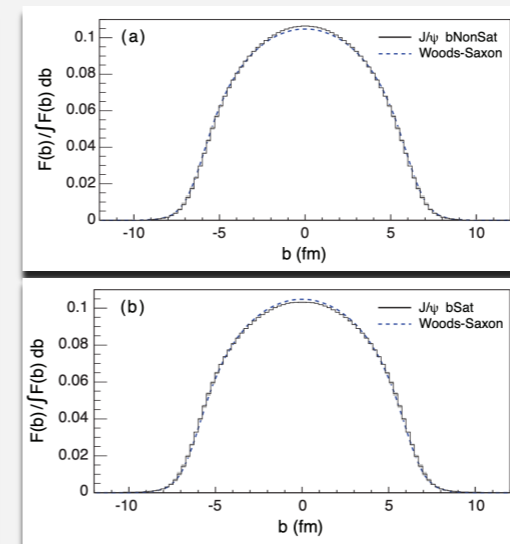 (a)
J/ψ bNonSat
Woods-Saxon
F(b)/∫F(b) db
0.1
0.08
0.06
0.04
0.02
0
-10 -5 0 5 10
b (fm)
(b)
J/ψ bSat
Woods-Saxon
F(b)/∫F(b) db
0.1
0.08
0.06
0.04
0.02
0
-10 -5 0 5 10
b (fm)